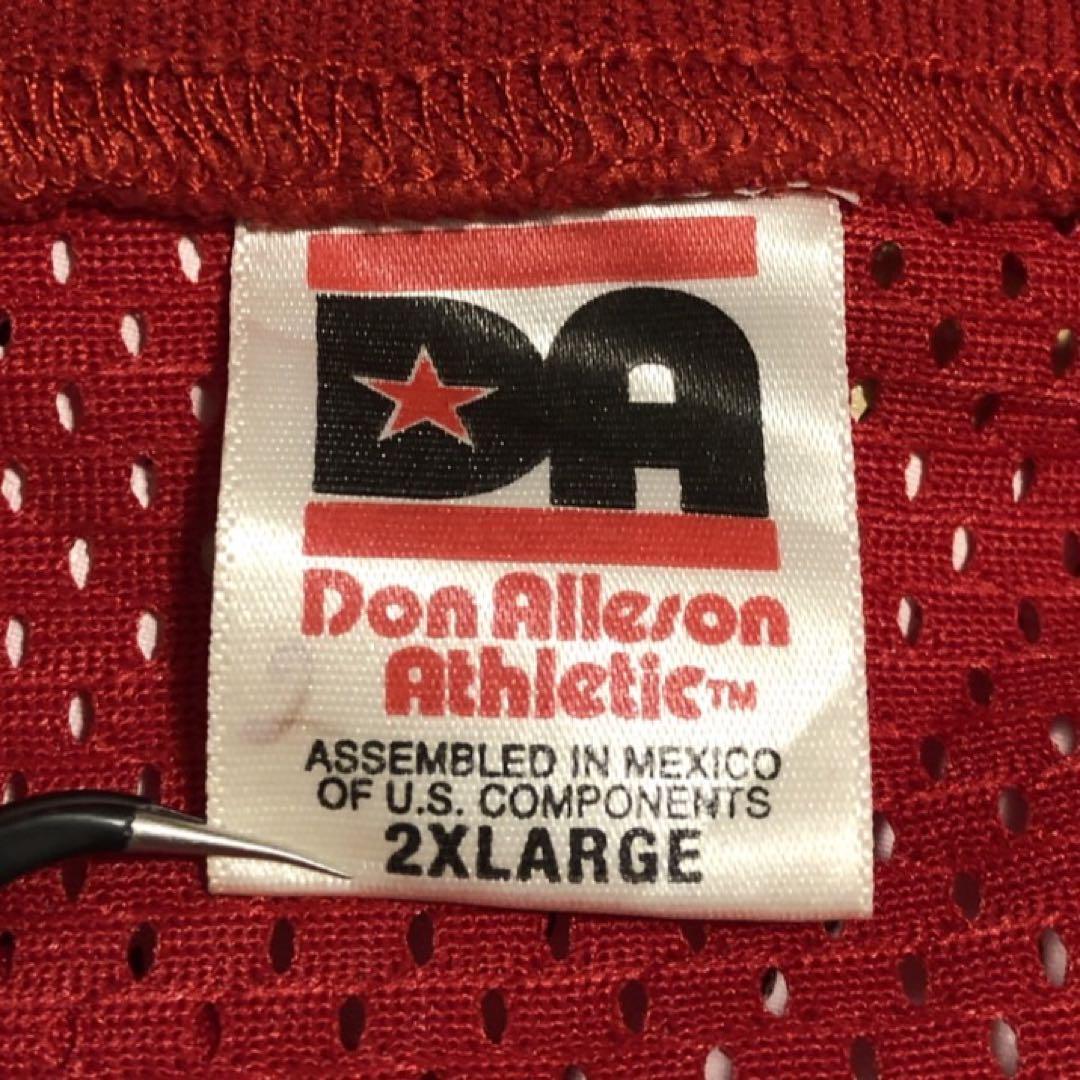 DA
Don Alleson
Athletic™
ASSEMBLED IN MEXICO
OF U.S. COMPONENTS
2XLARGE